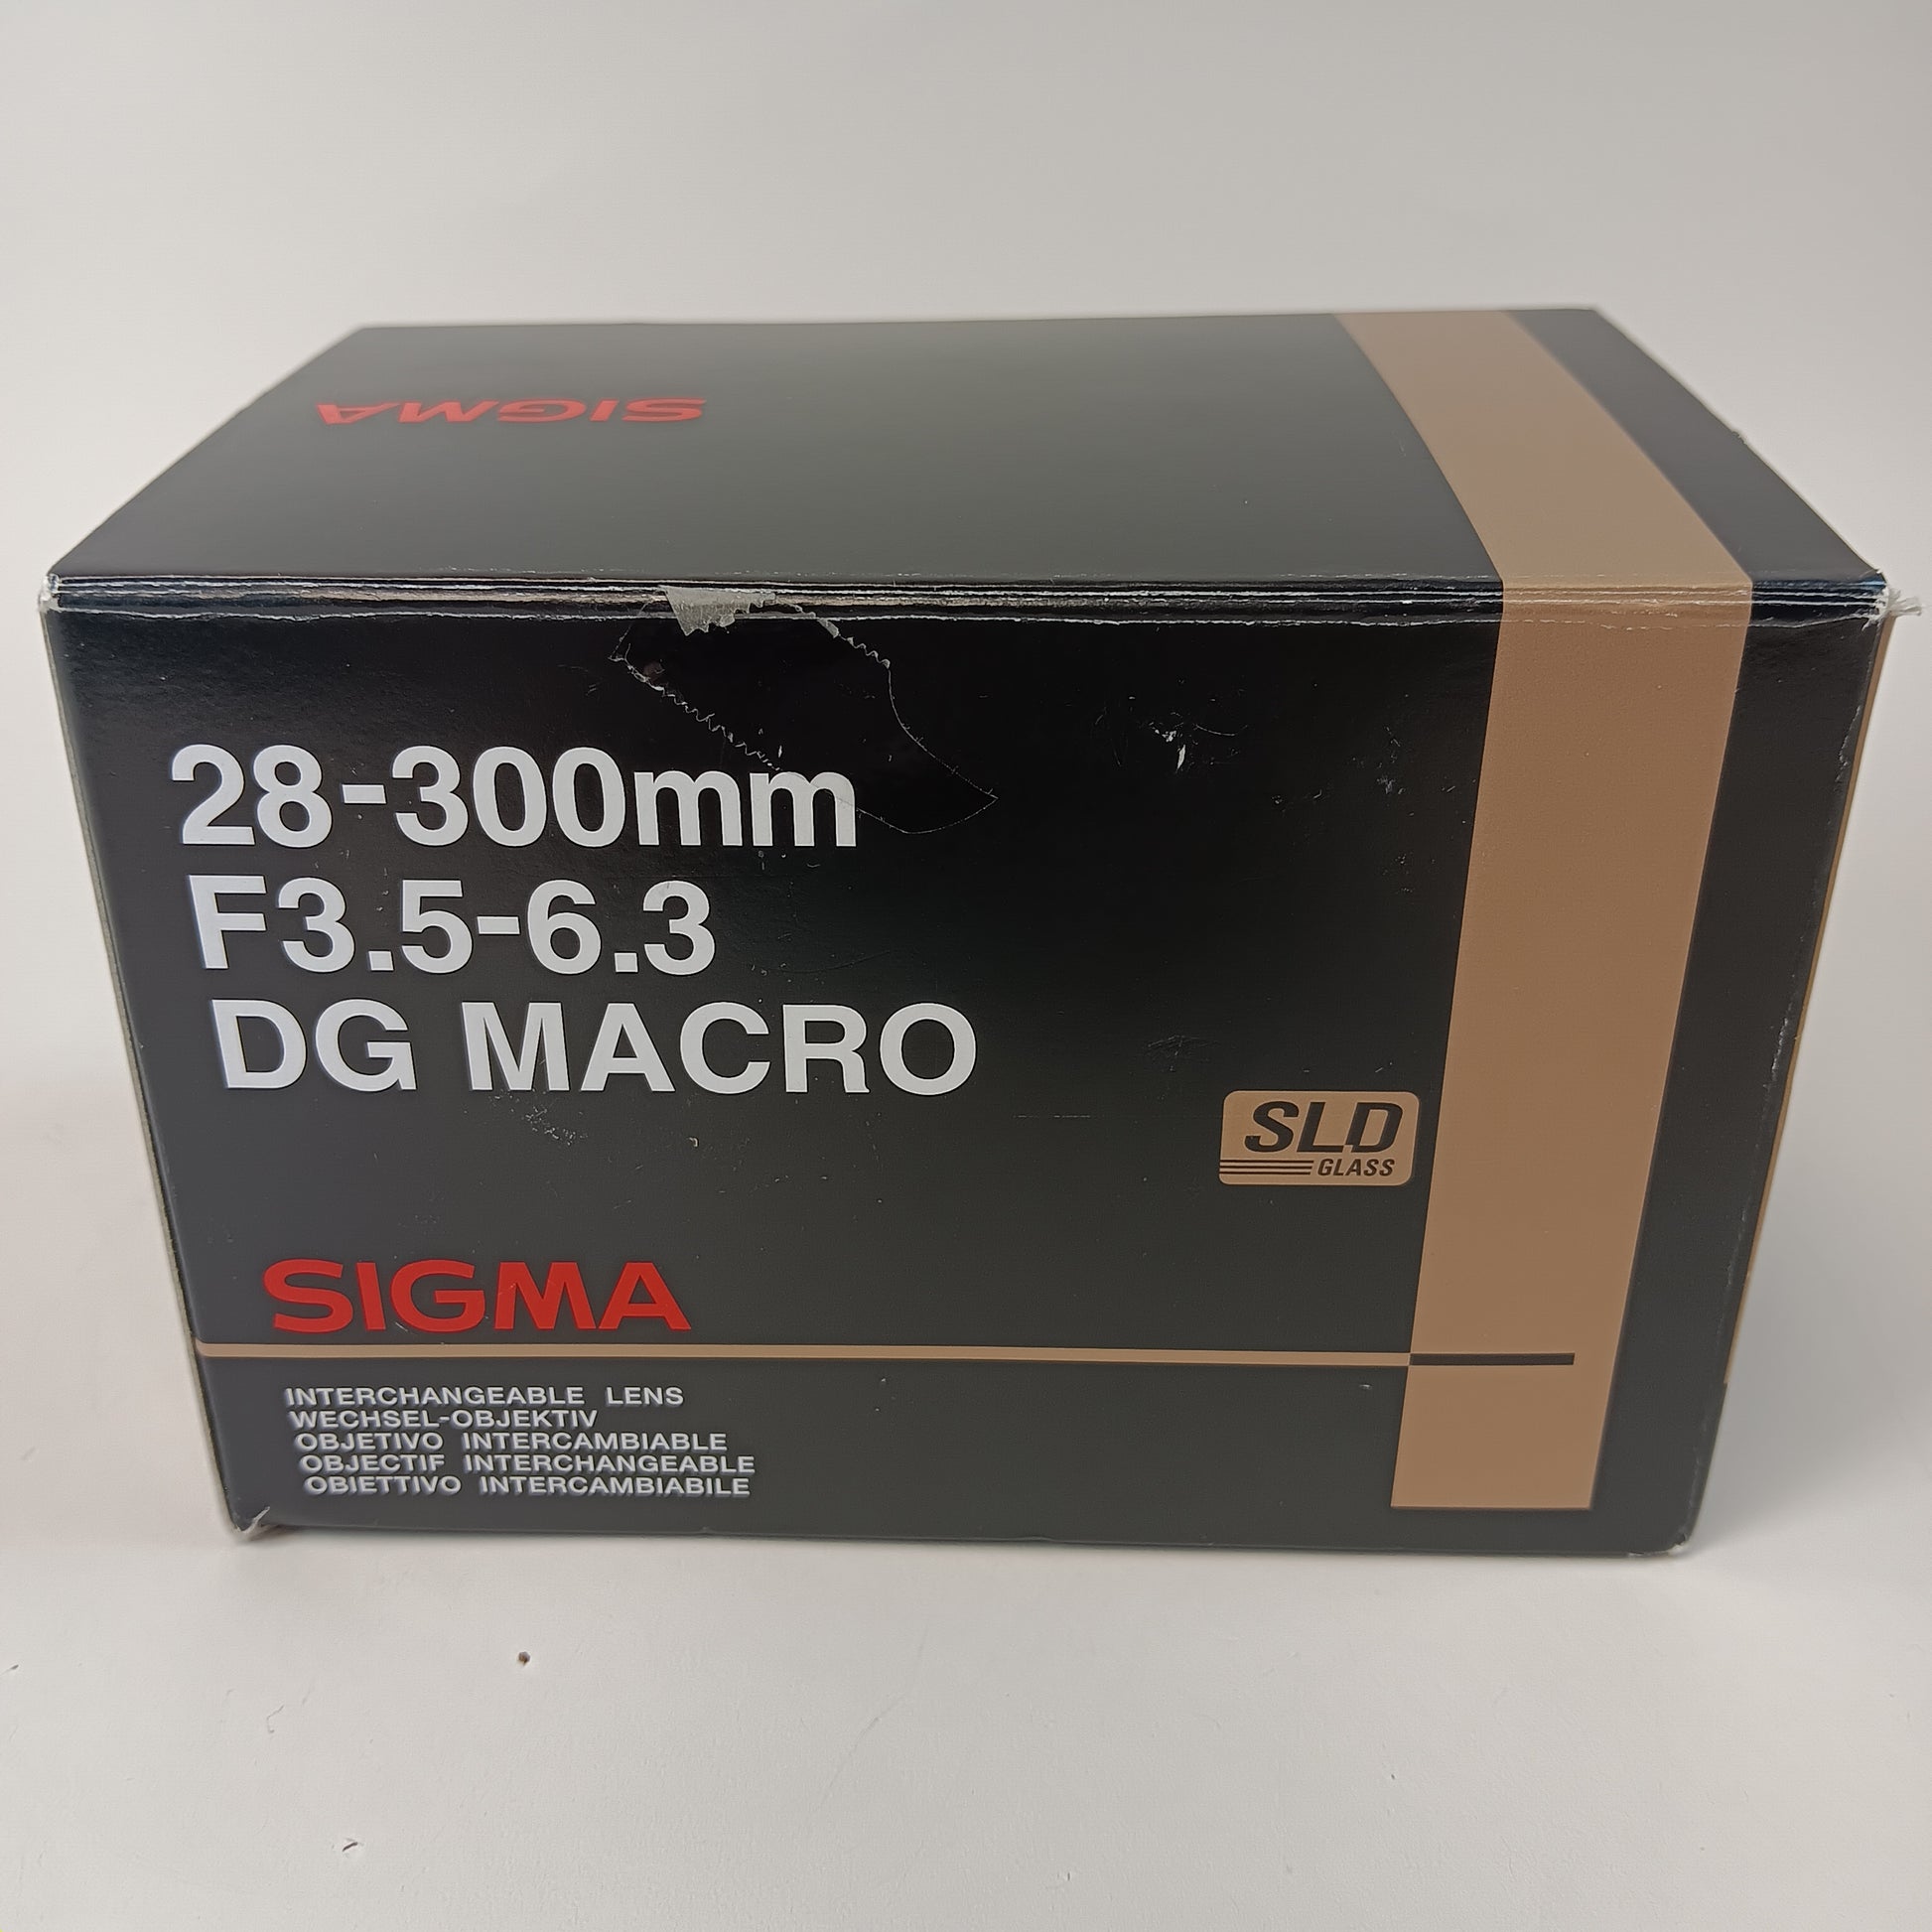 SIGMA
28-300mm
F3.5-6.3
DG MACRO
SLD
GLASS
SIGMA
INTERCHANGEABLE LENS
WECHSEL-OBJEKTIV
OBJETIVO INTERCAMBIABLE
OBJECTIF INTERCHANGEABLE
OBIETTIVO INTERCAMBIABILE